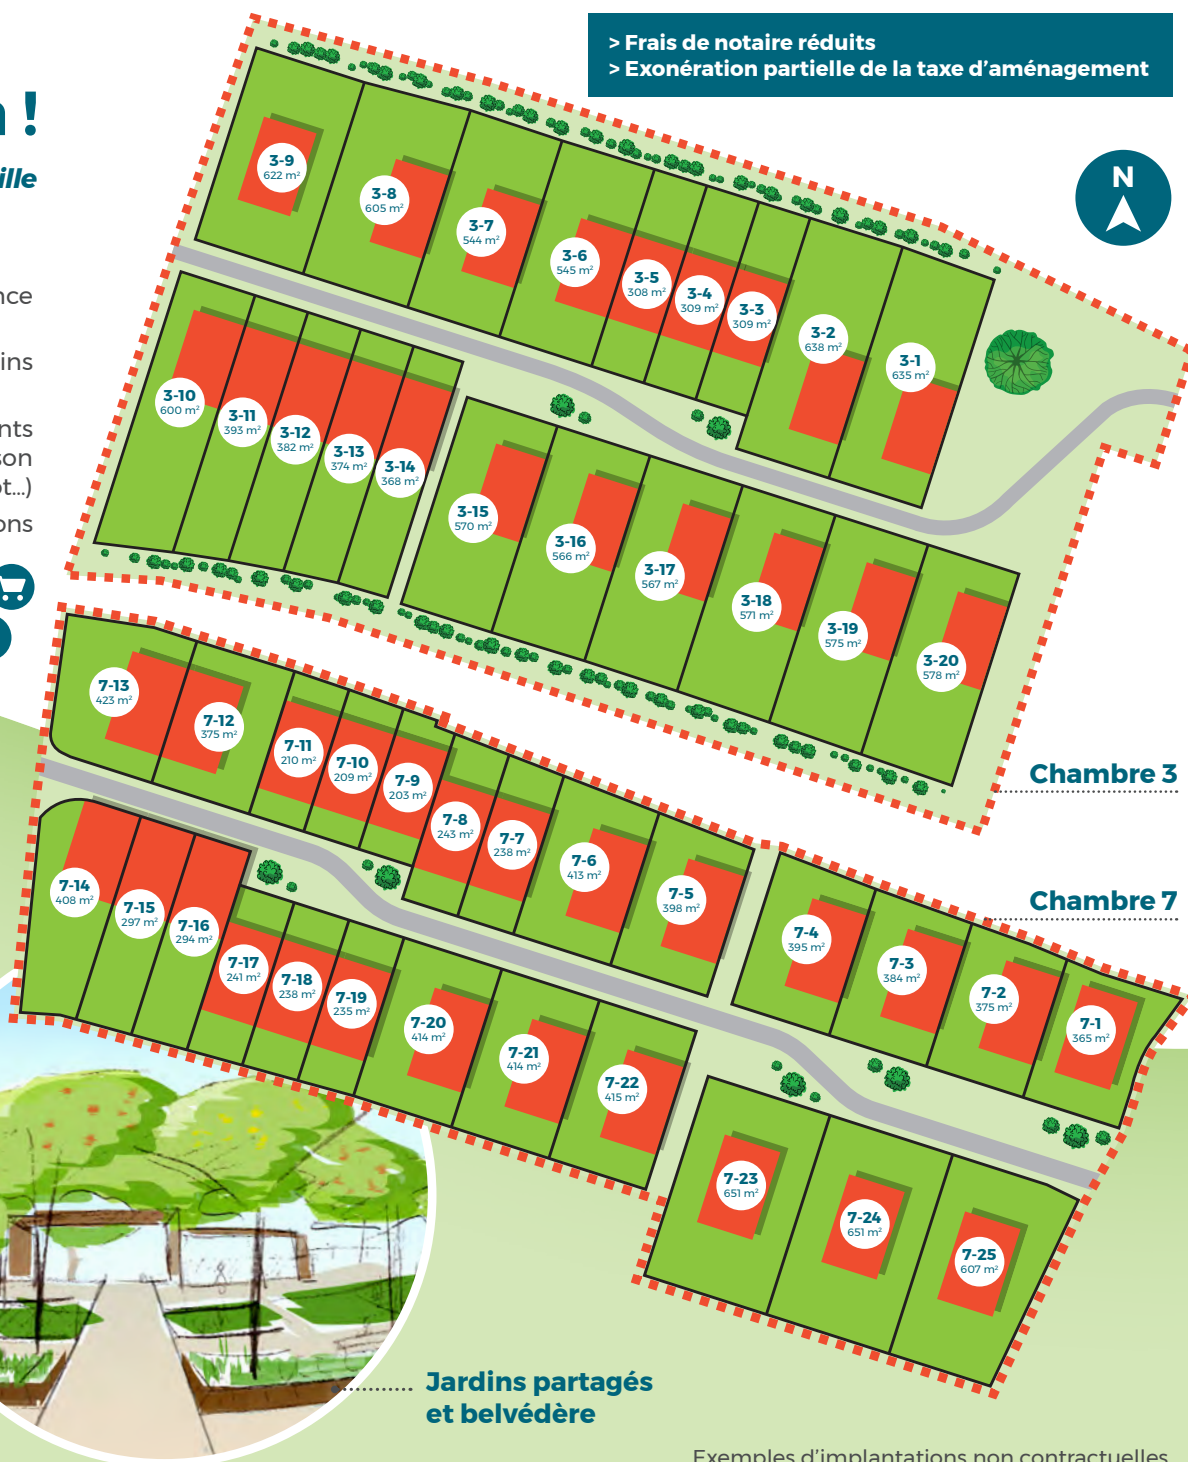 > Frais de notaire réduits
> Exonération partielle de la taxe d'aménagement
!
N
3-9
622 m²
3-8
605 m²
3-7
544 m²
3-6
545 m²
3-5
308 m²
3-4
309 m²
3-3
309 m²
3-2
638 m²
3-1
635 m²
3-10
600 m²
3-11
393 m²
3-12
382 m²
3-13
374 m²
3-14
368 m²
3-15
570 m²
3-16
566 m²
3-17
567 m²
3-18
571 m²
3-19
575 m²
3-20
578 m²
Chambre 3
7-13
423 m²
7-12
375 m²
7-11
210 m²
7-10
209 m²
7-9
203 m²
7-8
243 m²
7-7
238 m²
7-6
413 m²
7-5
398 m²
7-4
395 m²
7-3
384 m²
7-2
375 m²
7-1
365 m²
Chambre 7
7-14
408 m²
7-15
297 m²
7-16
294 m²
7-17
241 m²
7-18
238 m²
7-19
235 m²
7-20
414 m²
7-21
414 m²
7-22
415 m²
7-23
651 m²
7-24
651 m²
7-25
607 m²
Jardins partagés
et belvédère
Exemples d'implantations non contractuelles